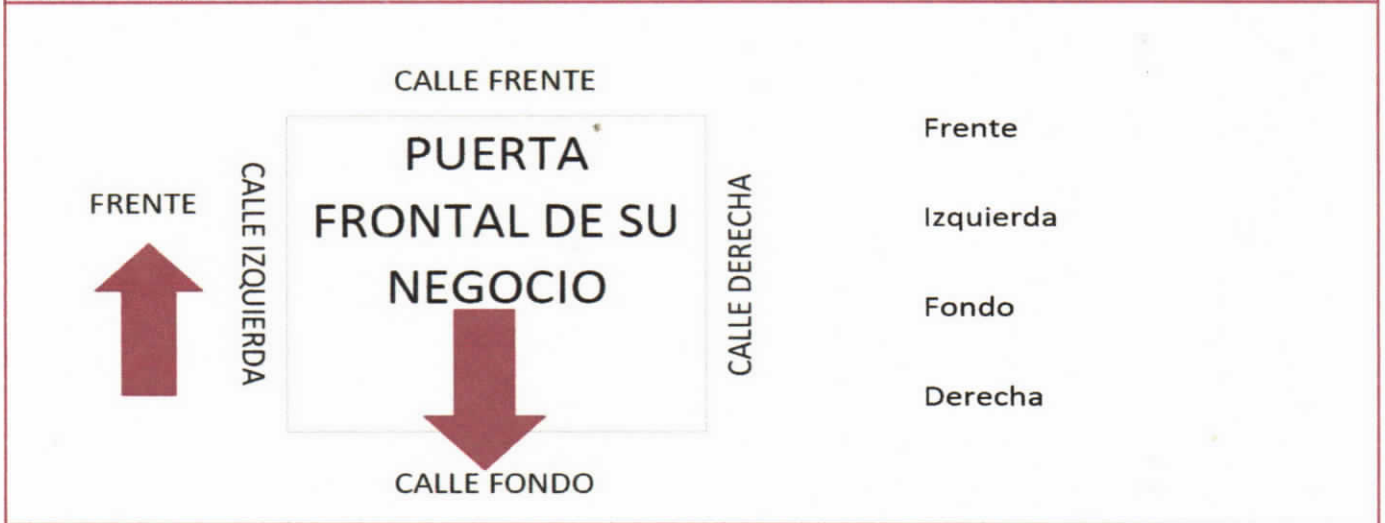 CALLE FRENTE
PUERTA
FRONTAL DE SU
NEGOCIO
FRENTE
CALLE IZQUIERDA
CALLE DERECHA
CALLE FONDO
Frente
Izquierda
Fondo
Derecha